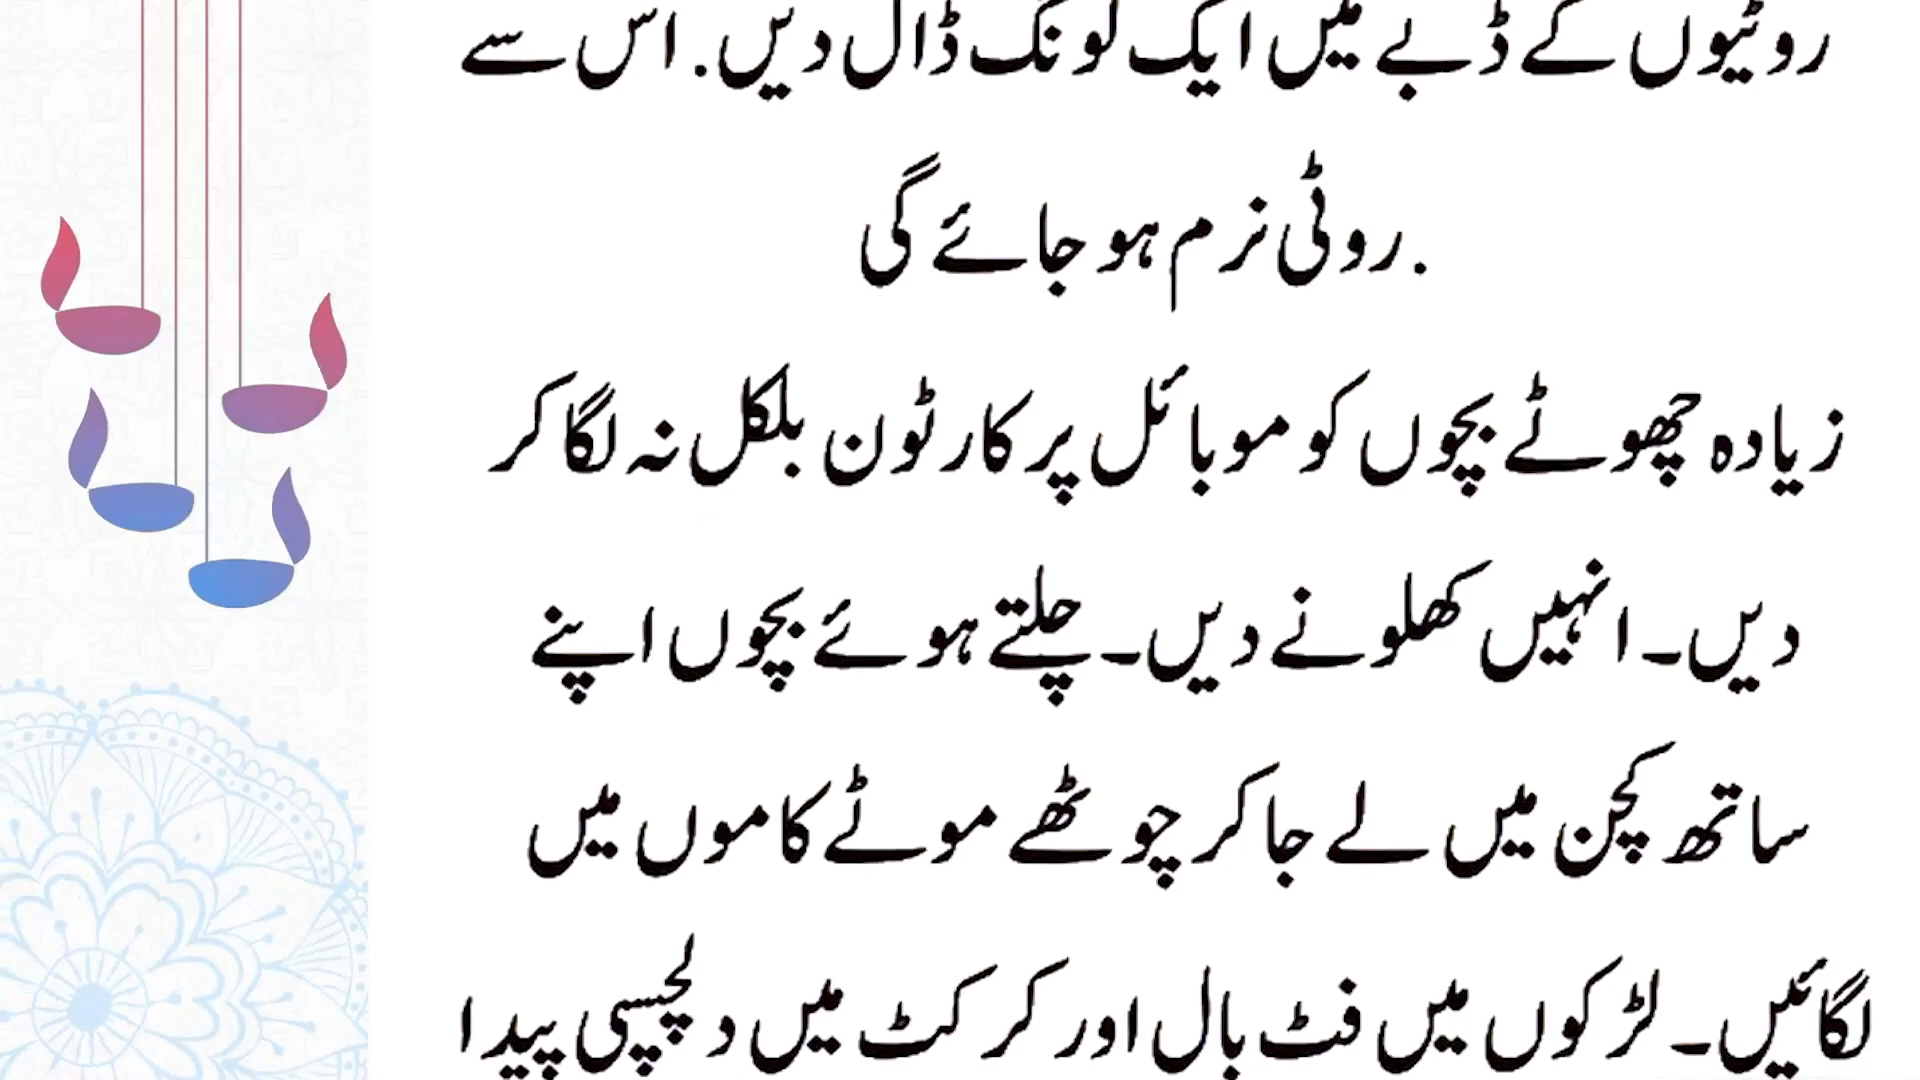 روٹیوں کے ڈبے میں ایک لونگ ڈال دیں. اس سے
.روٹی نرم ہو جائے گی
زیادہ چھوٹے بچوں کو موبائل پر کارٹون بلکل نہ لگا کر
دیں۔ انہیں کھلونے دیں۔ چلتے ہوئے بچوں اپنے
ساتھ کچن میں لے جا کر چوٹھے موٹے کاموں میں
لگائیں۔ لڑکوں میں فٹ بال اور کرکٹ میں دلچسپی پیدا